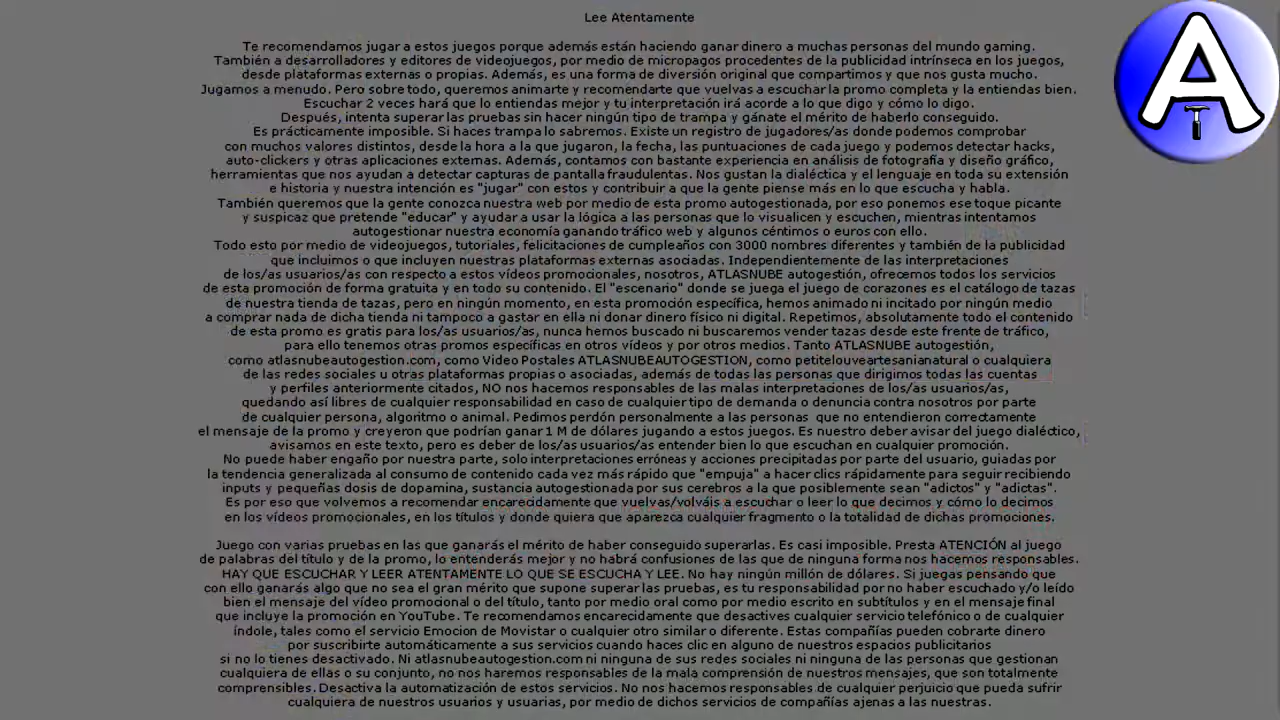 Lee Atentamente
Te recomendamos jugar a estos juegos porque además están haciendo ganar dinero a muchas personas del mundo gaming.
También a desarrolladores y editores de videojuegos, por medio de micropagos procedentes de la publicidad intrínseca en los juegos,
desde plataformas externas o propias. Además, es una forma de diversión original que compartimos y que nos gusta mucho.
Jugamos a menudo. Pero sobre todo, queremos animarte y recomendarte que vuelvas a escuchar la promo completa y la entiendas bien.
Escuchar 2 veces hará que lo entiendas mejor y tu interpretación irá acorde a lo que digo y cómo lo digo.
Después, intenta superar las pruebas sin hacer ningún tipo de trampa y gánate el mérito de haberlo conseguido.
Es prácticamente imposible. Si haces trampa lo sabremos. Existe un registro de jugadores/as donde podemos comprobar
con muchos valores distintos, desde la hora a la que jugaron, la fecha, las puntuaciones de cada juego y podemos detectar hacks,
auto-clickers y otras aplicaciones externas. Además, contamos con bastante experiencia en análisis de fotografía y diseño gráfico,
herramientas que nos ayudan a detectar capturas de pantalla fraudulentas. Nos gustan la dialéctica y el lenguaje en toda su extensión
e historia y nuestra intención es "jugar" con estos y contribuir a que la gente piense más en lo que escucha y habla.
También queremos que la gente conozca nuestra web por medio de esta promo autogestionada, por eso ponemos ese toque picante
y suspicaz que pretende "educar" y ayudar a usar la lógica a las personas que lo visualicen y escuchen, mientras intentamos
autogestionar nuestra economía ganando tráfico web y algunos céntimos o euros con ello.
Todo esto por medio de videojuegos, tutoriales, felicitaciones de cumpleaños con 3000 nombres diferentes y también de la publicidad
que incluimos o que incluyen nuestras plataformas externas asociadas. Independientemente de las interpretaciones
de los/as usuarios/as con respecto a estos vídeos promocionales, nosotros, ATLASNUBE autogestión, ofrecemos todos los servicios
de esta promoción de forma gratuita y en todo su contenido. El "escenario" donde se juega el juego de corazones es el catálogo de tazas
de nuestra tienda de tazas, pero en ningún momento, en esta promoción específica, hemos animado ni incitado por ningún medio
a comprar nada de dicha tienda ni tampoco a gastar en ella ni donar dinero físico ni digital. Repetimos, absolutamente todo el contenido
de esta promo es gratis para los/as usuarios/as, nunca hemos buscado ni buscaremos vender tazas desde este frente de tráfico,
para ello tenemos otras promos específicas en otros vídeos y por otros medios. Tanto ATLASNUBE autogestión,
como atlasnubeautogestion.com, como Video Postales ATLASNUBEAUTOGESTION, como petitelouveartesanianatural o cualquiera
de las redes sociales u otras plataformas propias o asociadas, además de todas las personas que dirigimos todas las cuentas
y perfiles anteriormente citados, NO nos hacemos responsables de las malas interpretaciones de los/as usuarios/as,
quedando así libres de cualquier responsabilidad en caso de cualquier tipo de demanda o denuncia contra nosotros por parte
de cualquier persona, algoritmo o animal. Pedimos perdón personalmente a las personas que no entendieron correctamente
el mensaje de la promo y creyeron que podrían ganar 1 M de dólares jugando a estos juegos. Es nuestro deber avisar del juego dialéctico,
avisamos en este texto, pero es deber de los/as usuarios/as entender bien lo que escuchan en cualquier promoción.
No puede haber engaño por nuestra parte, solo interpretaciones erróneas y acciones precipitadas por parte del usuario, guiadas por
la tendencia generalizada al consumo de contenido cada vez más rápido que "empuja" a hacer clics rápidamente para seguir recibiendo
inputs y pequeñas dosis de dopamina, sustancia autogestionada por sus cerebros a la que posiblemente sean "adictos" y "adictas".
Es por eso que volvemos a recomendar encarecidamente que vuelvas/volváis a escuchar o leer lo que decimos y cómo lo decimos
en los vídeos promocionales, en los títulos y donde quiera que aparezca cualquier fragmento o la totalidad de dichas promociones.
Juego con varias pruebas en las que ganarás el mérito de haber conseguido superarlas. Es casi imposible. Presta ATENCIÓN al juego
de palabras del título y de la promo, lo entenderás mejor y no habrá confusiones de las que de ninguna forma nos hacemos responsables.
HAY QUE ESCUCHAR Y LEER ATENTAMENTE LO QUE SE ESCUCHA Y LEE. No hay ningún millón de dólares. Si juegas pensando que
con ello ganarás algo que no sea el gran mérito que supone superar las pruebas, es tu responsabilidad por no haber escuchado y/o leído
bien el mensaje del vídeo promocional o del título, tanto por medio oral como por medio escrito en subtítulos y en el mensaje final
que incluye la promoción en YouTube. Te recomendamos encarecidamente que desactives cualquier servicio telefónico o de cualquier
índole, tales como el servicio Emocion de Movistar o cualquier otro similar o diferente. Estas compañías pueden cobrarte dinero
por suscribirte automáticamente a sus servicios cuando haces clic en alguno de nuestros espacios publicitarios
si no lo tienes desactivado. Ni atlasnubeautogestion.com ni ninguna de sus redes sociales ni ninguna de las personas que gestionan
cualquiera de ellas o su conjunto, no nos haremos responsables de la mala comprensión de nuestros mensajes, que son totalmente
comprensibles. Desactiva la automatización de estos servicios. No nos hacemos responsables de cualquier perjuicio que pueda sufrir
cualquiera de nuestros usuarios y usuarias, por medio de dichos servicios de compañías ajenas a las nuestras.
A